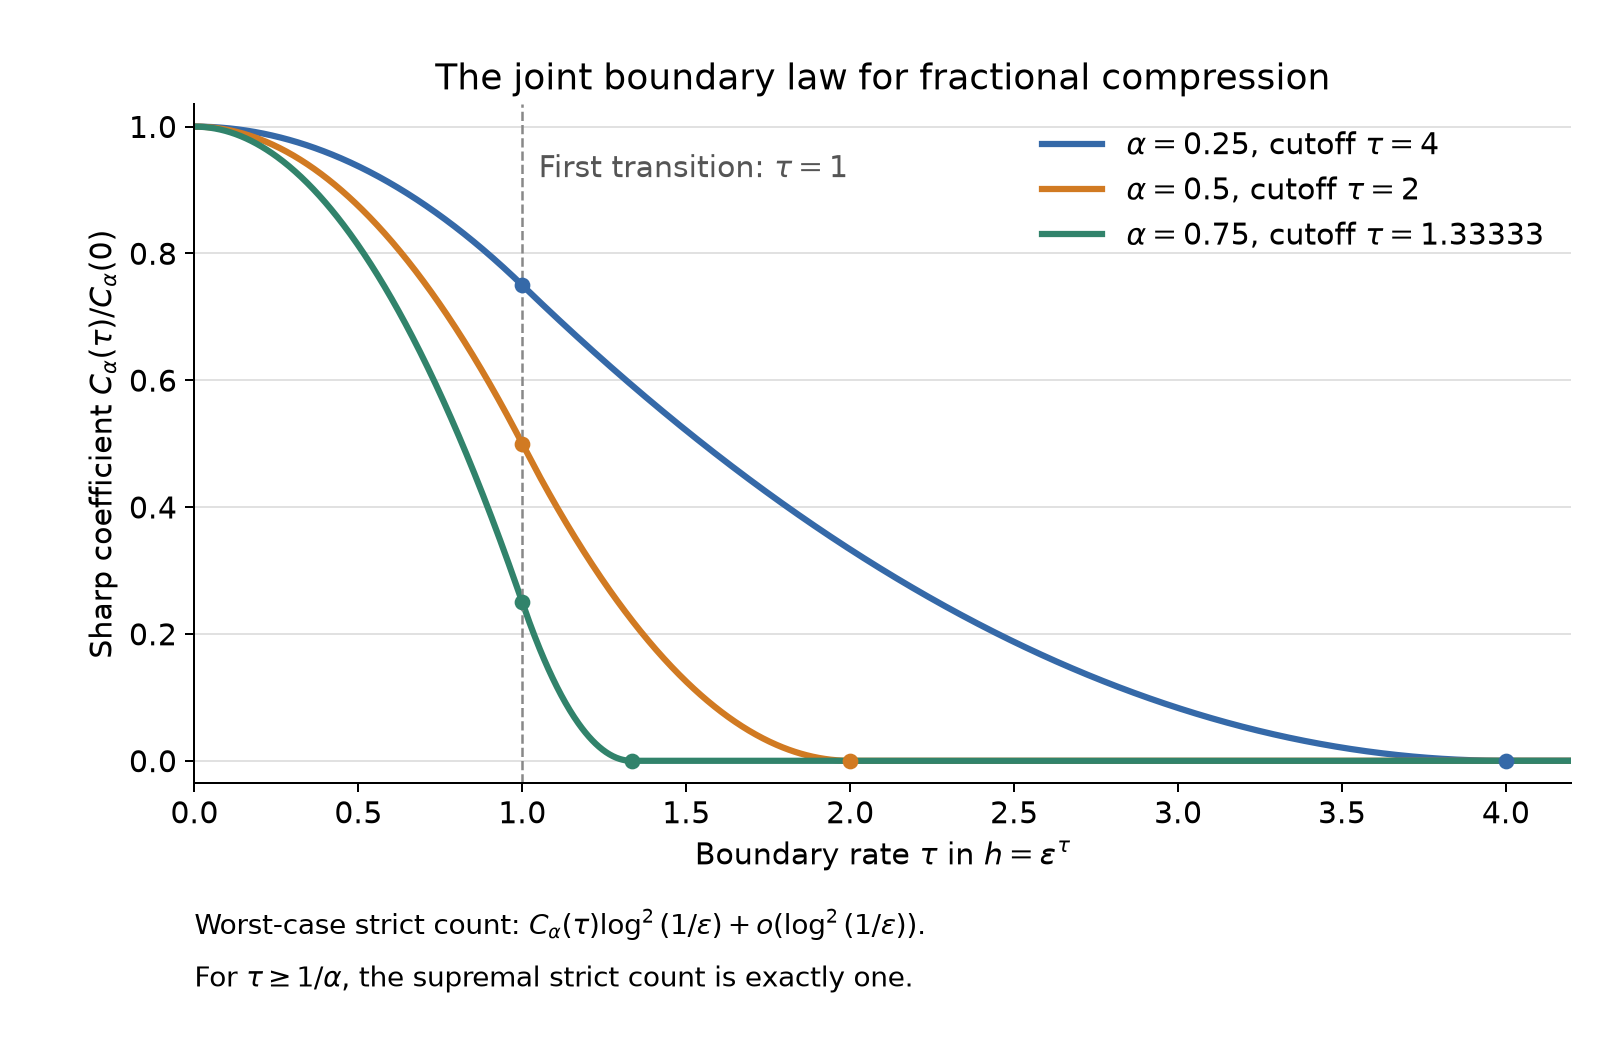 The joint boundary law for fractional compression
Sharp coefficient C_α(τ)/C_α(0)
1.0
0.8
0.6
0.4
0.2
0.0
First transition: τ = 1
α = 0.25, cutoff τ = 4
α = 0.5, cutoff τ = 2
α = 0.75, cutoff τ = 1.33333
0.0 0.5 1.0 1.5 2.0 2.5 3.0 3.5 4.0
Boundary rate τ in h = ε^τ
Worst-case strict count: C_α(τ)log² (1/ε) + o(log² (1/ε)).
For τ ≥ 1/α, the supremal strict count is exactly one.